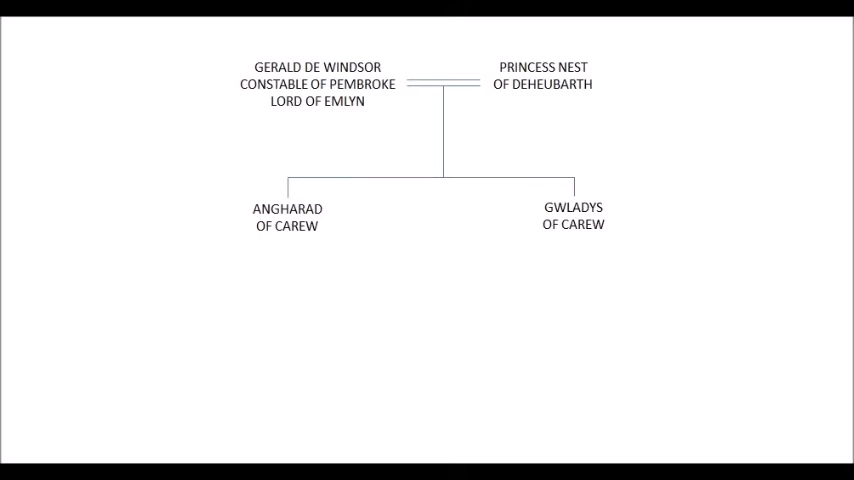 GERALD DE WINDSOR
CONSTABLE OF PEMBROKE
LORD OF EMLYN
PRINCESS NEST
OF DEHEUBARTH
ANGHARAD
OF CAREW
GWLADYS
OF CAREW